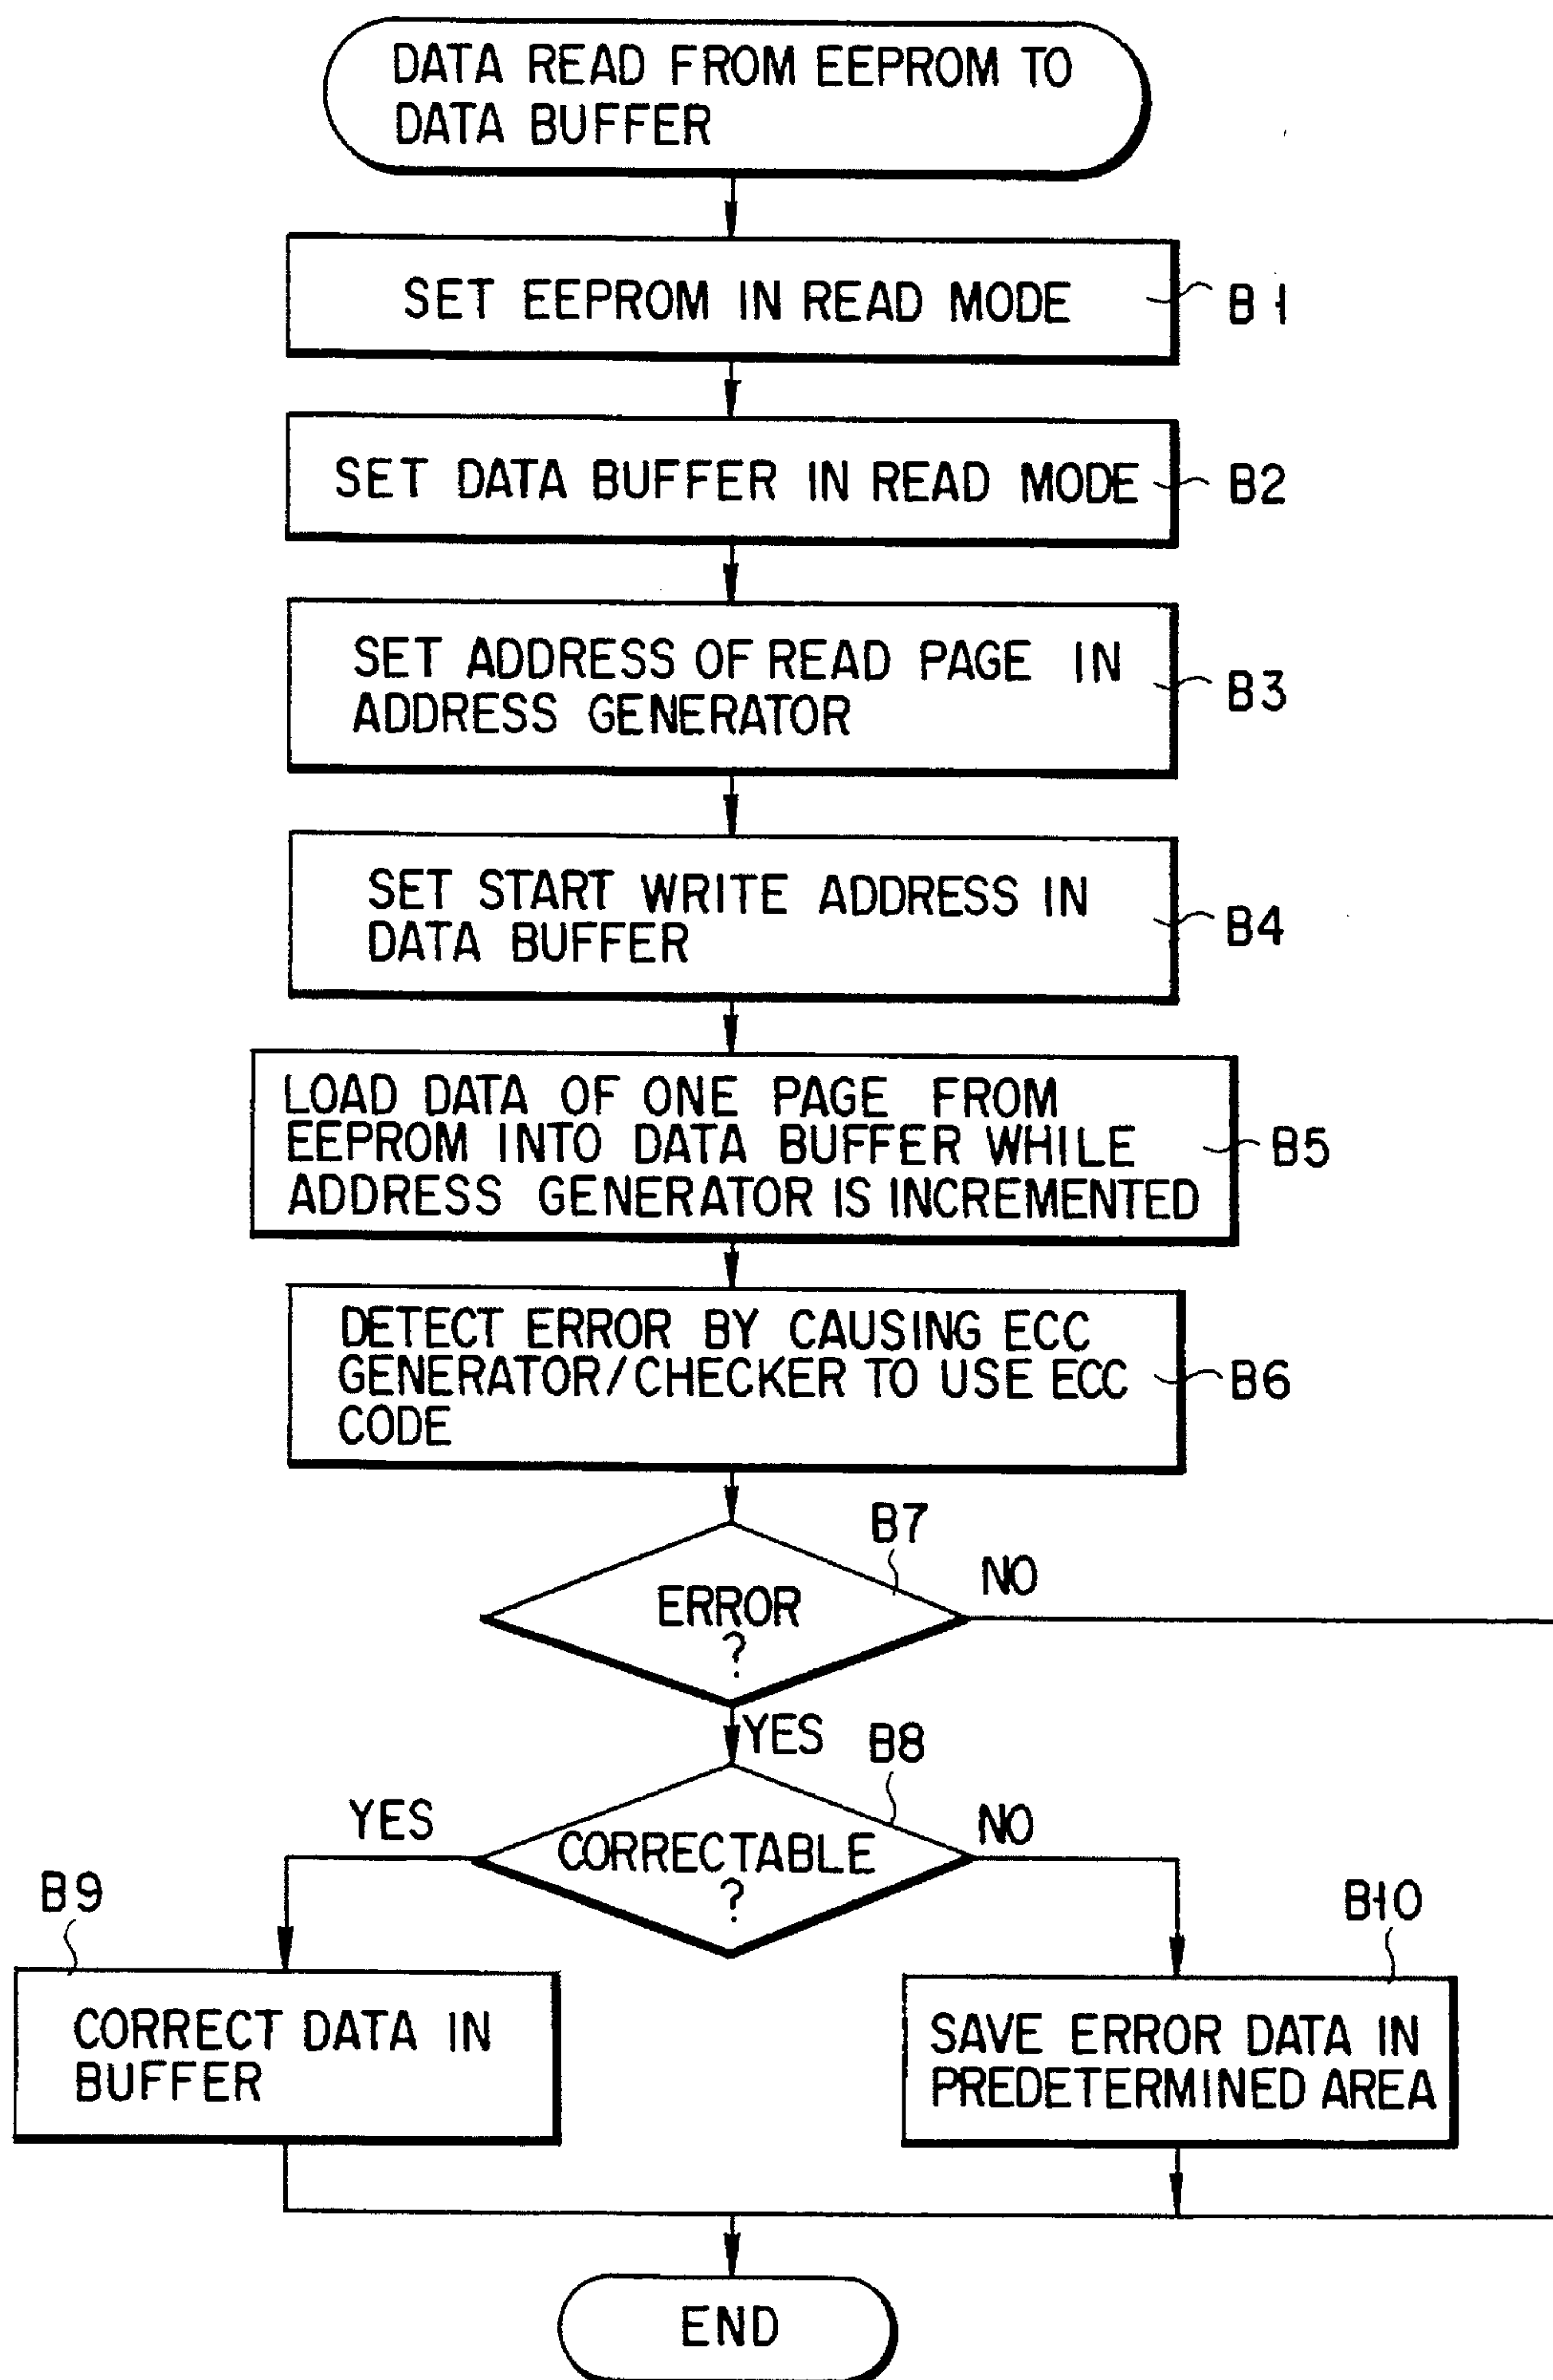 DATA READ FROM EEPROM TO
DATA BUFFER
SET EEPROM IN READ MODE
B1
SET DATA BUFFER IN READ MODE
B2
SET ADDRESS OF READ PAGE IN
ADDRESS GENERATOR
B3
SET START WRITE ADDRESS IN
DATA BUFFER
B4
LOAD DATA OF ONE PAGE FROM
EEPROM INTO DATA BUFFER WHILE
ADDRESS GENERATOR IS INCREMENTED
B5
DETECT ERROR BY CAUSING ECC
GENERATOR/CHECKER TO USE ECC
CODE
B6
B7
NO
ERROR
?
YES
B8
YES
NO
CORRECTABLE
?
B9
B10
CORRECT DATA IN
BUFFER
SAVE ERROR DATA IN
PREDETERMINED AREA
END